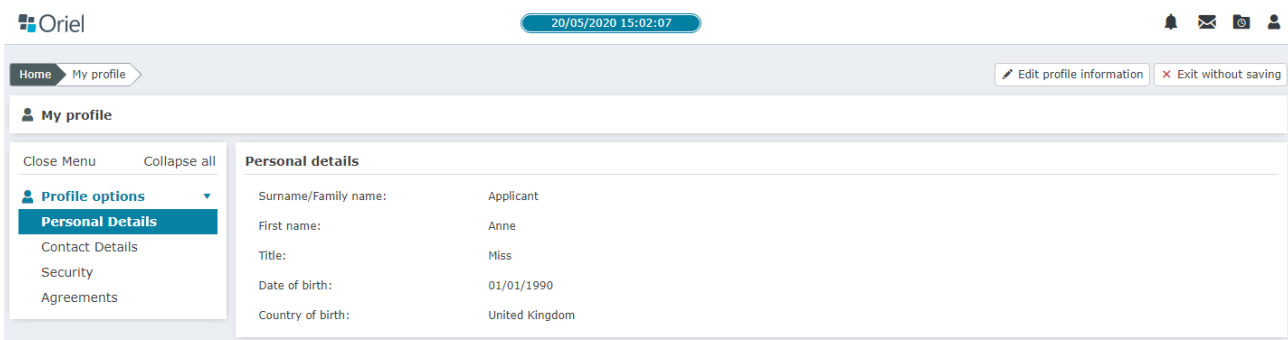 Oriel
20/05/2020 15:02:07
Home My profile
Edit profile information
Exit without saving
My profile
Close Menu Collapse all
Profile options
Personal Details
Contact Details
Security
Agreements
Personal details
Surname/Family name: Applicant
First name: Anne
Title: Miss
Date of birth: 01/01/1990
Country of birth: United Kingdom